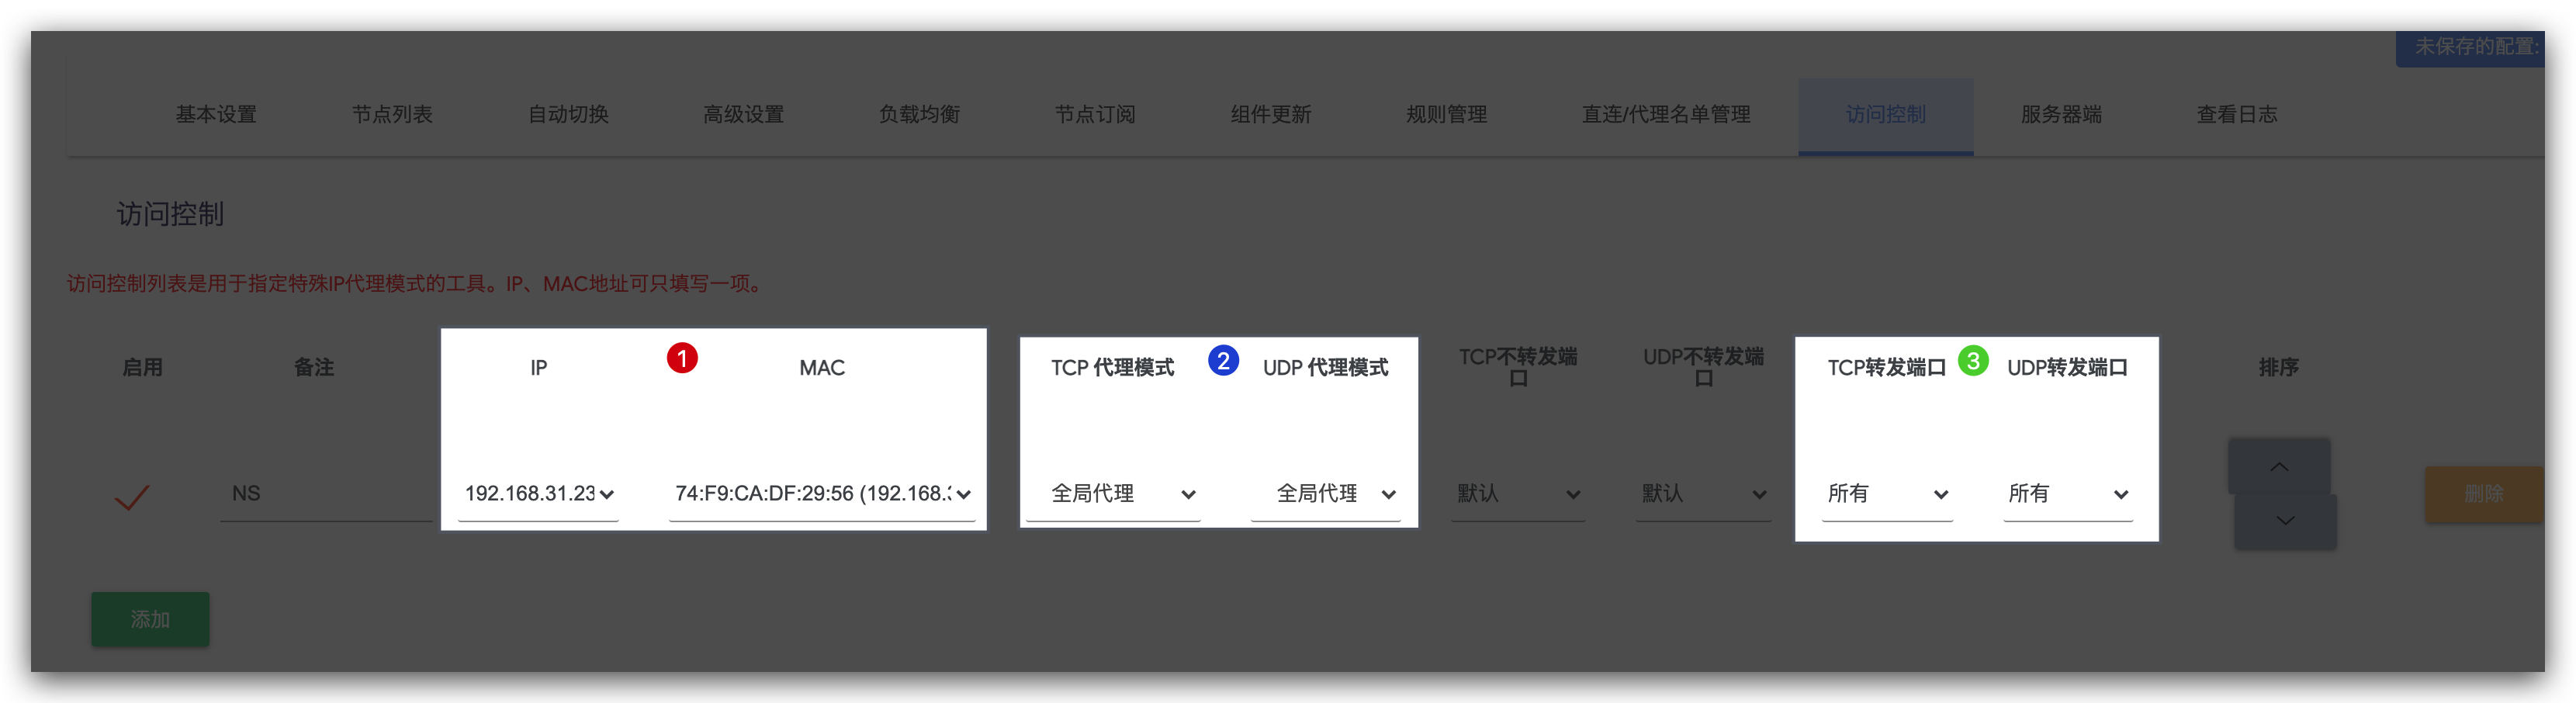 未保存的配置:
基本设置 节点列表 自动切换 高级设置 负载均衡 节点订阅 组件更新 规则管理 直连/代理名单管理 访问控制 服务器端 查看日志
访问控制
访问控制列表是用于指定特殊IP代理模式的工具。IP、MAC地址可只填写一项。
启用 备注 IP 1 MAC TCP 代理模式 2 UDP 代理模式 TCP不转发端口 UDP不转发端口 TCP转发端口 3 UDP转发端口 排序
NS 192.168.31.23 74:F9:CA:DF:29:56 (192.168. 全局代理 全局代理 默认 默认 所有 所有 删除
添加